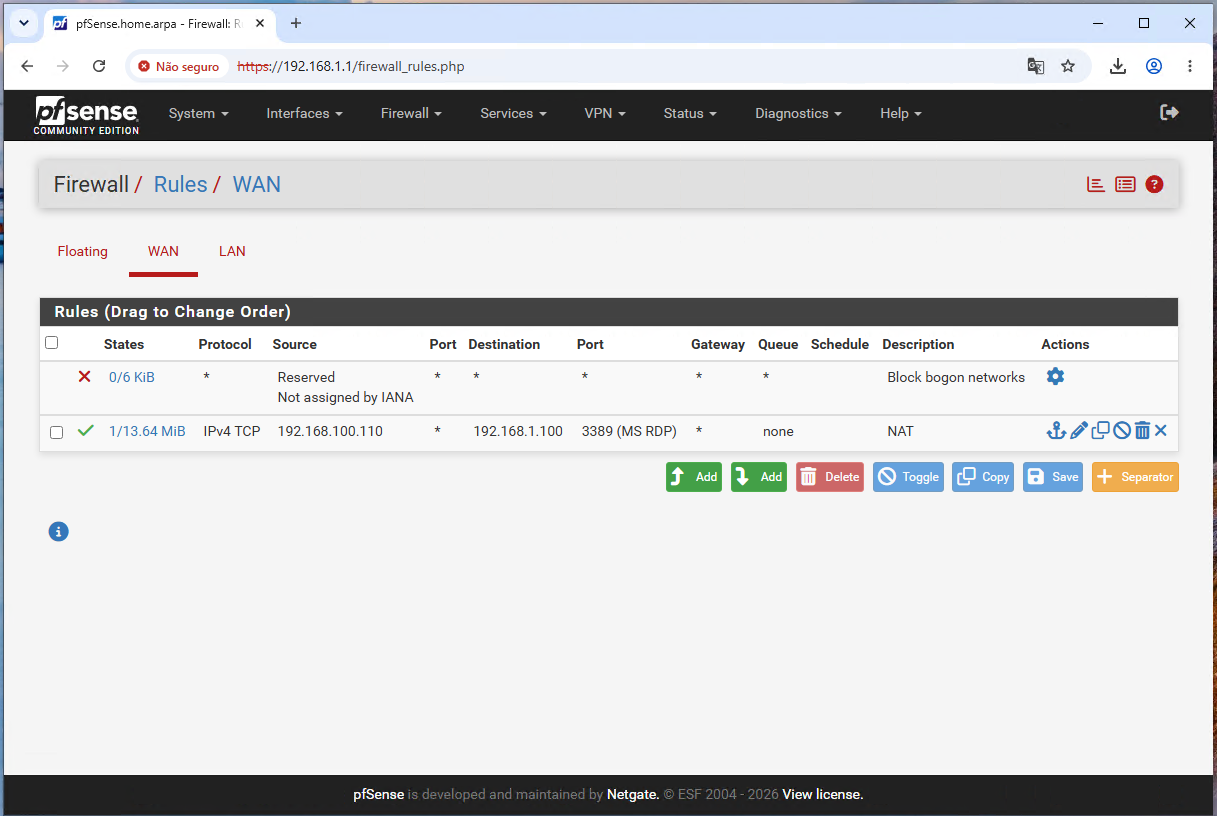 pfSense.home.arpa - Firewall: R
Não seguro https://192.168.1.1/firewall_rules.php
pfsense
COMMUNITY EDITION
System Interfaces Firewall Services VPN Status Diagnostics Help
Firewall / Rules / WAN
Floating WAN LAN
Rules (Drag to Change Order)
States Protocol Source Port Destination Port Gateway Queue Schedule Description Actions
0/6 KiB * Reserved * * * * * Block bogon networks
Not assigned by IANA
1/13.64 MiB IPv4 TCP 192.168.100.110 * 192.168.1.100 3389 (MS RDP) * none NAT
Add Add Delete Toggle Copy Save Separator
pfSense is developed and maintained by Netgate. © ESF 2004 - 2026 View license.